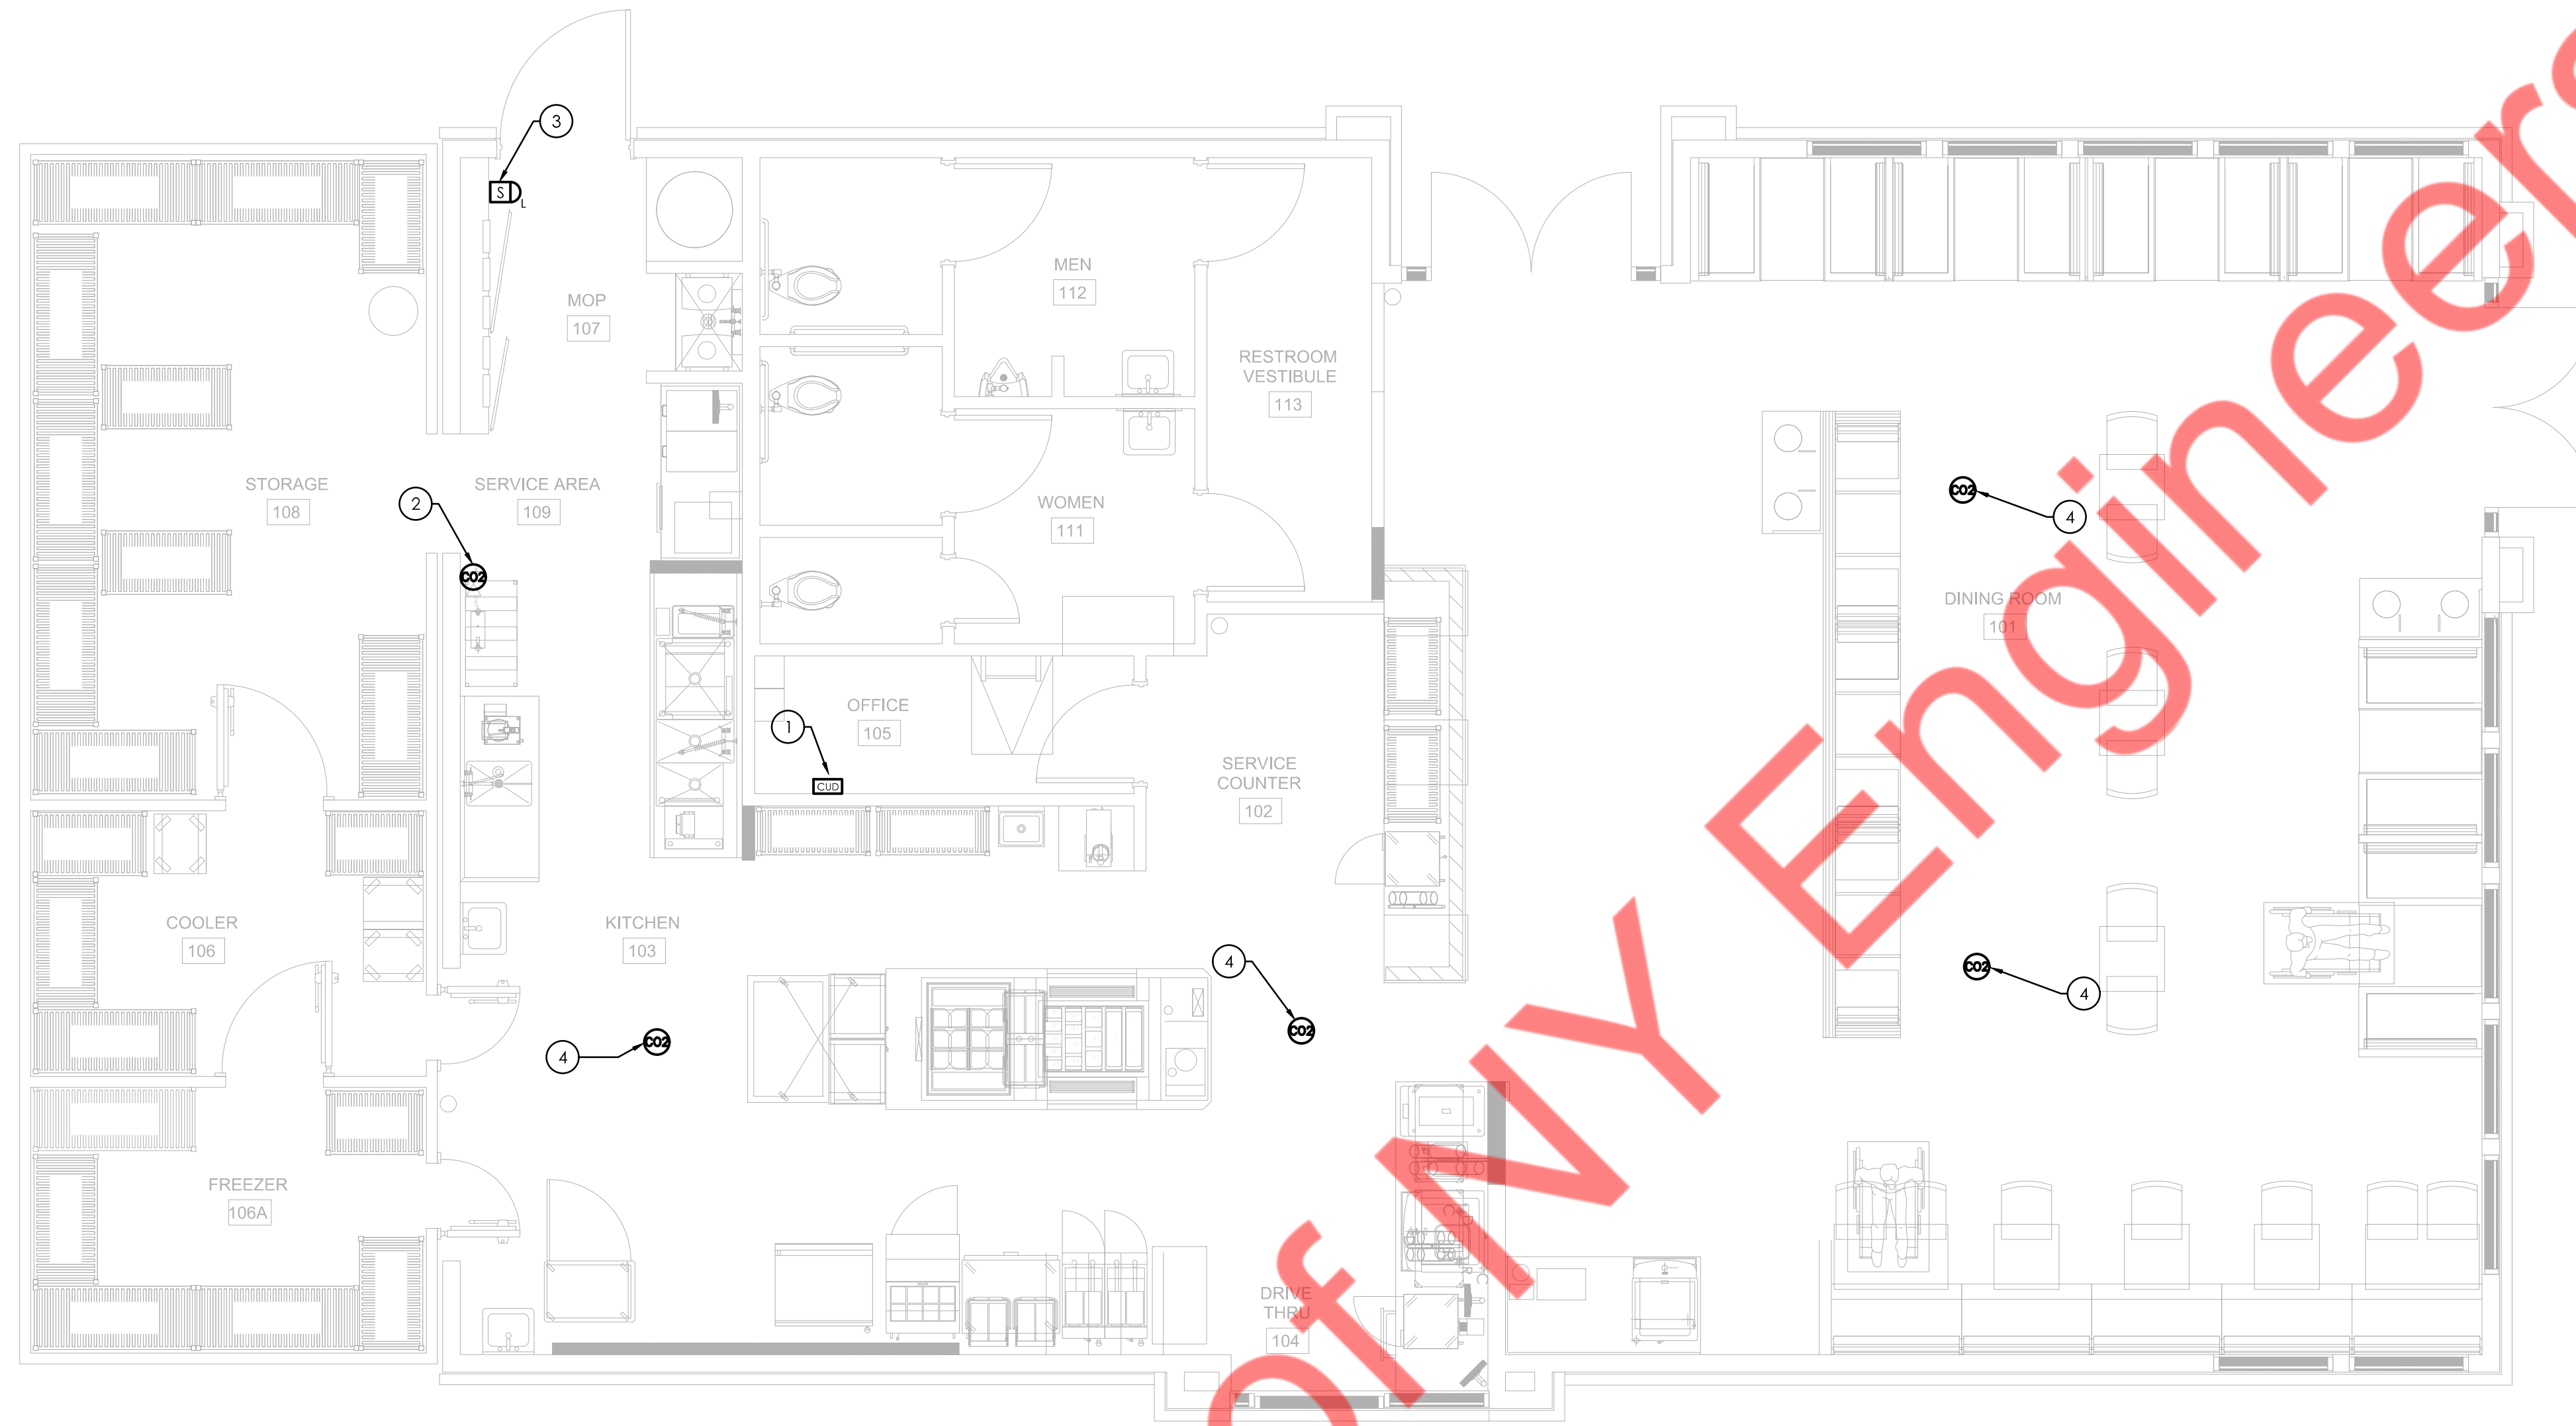 3
S
L
MOP
107
MEN
112
RESTROOM
VESTIBULE
113
STORAGE
108
2
SERVICE AREA
109
CO2
WOMEN
111
CO2
4
DINING ROOM
101
OFFICE
105
1
CUD
SERVICE
COUNTER
102
COOLER
106
KITCHEN
103
4
CO2
4
CO2
CO2
4
FREEZER
106A
DRIVE
THRU
104
of NY Engineers